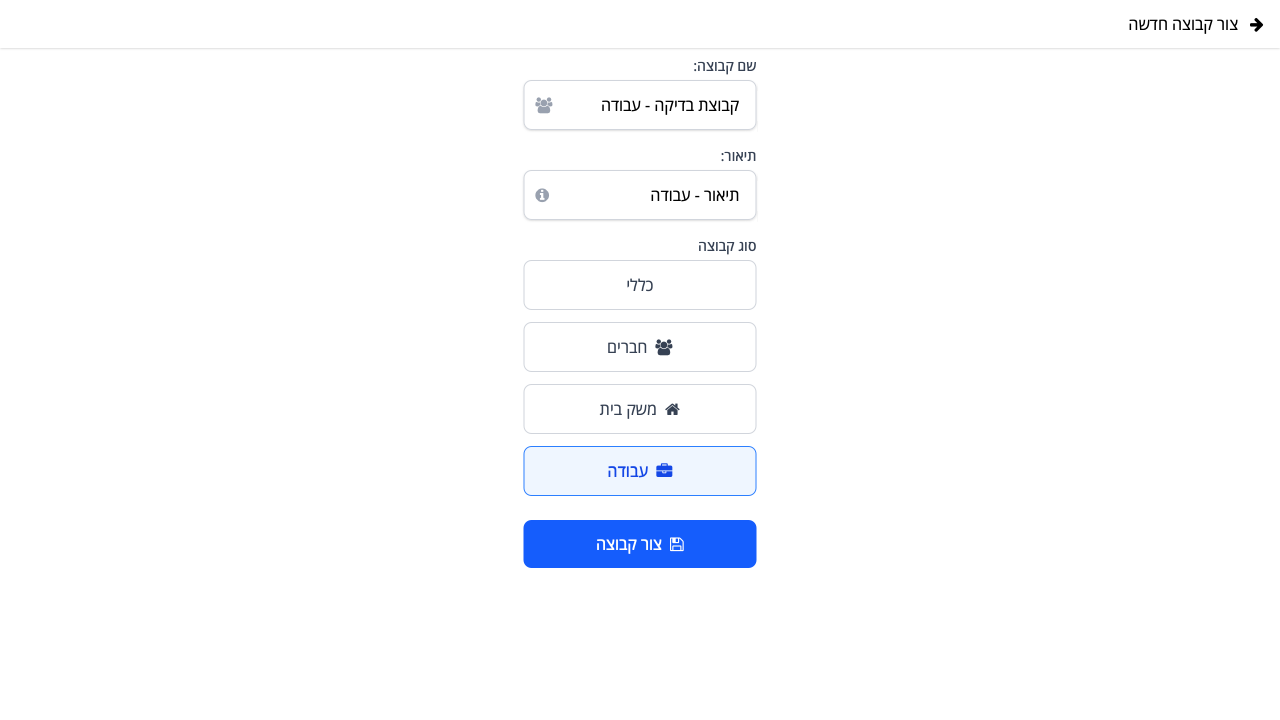 צור קבוצה חדשה
שם קבוצה:
קבוצת בדיקה - עבודה
תיאור:
תיאור - עבודה
סוג קבוצה
כללי
חברים
משק בית
עבודה
צור קבוצה